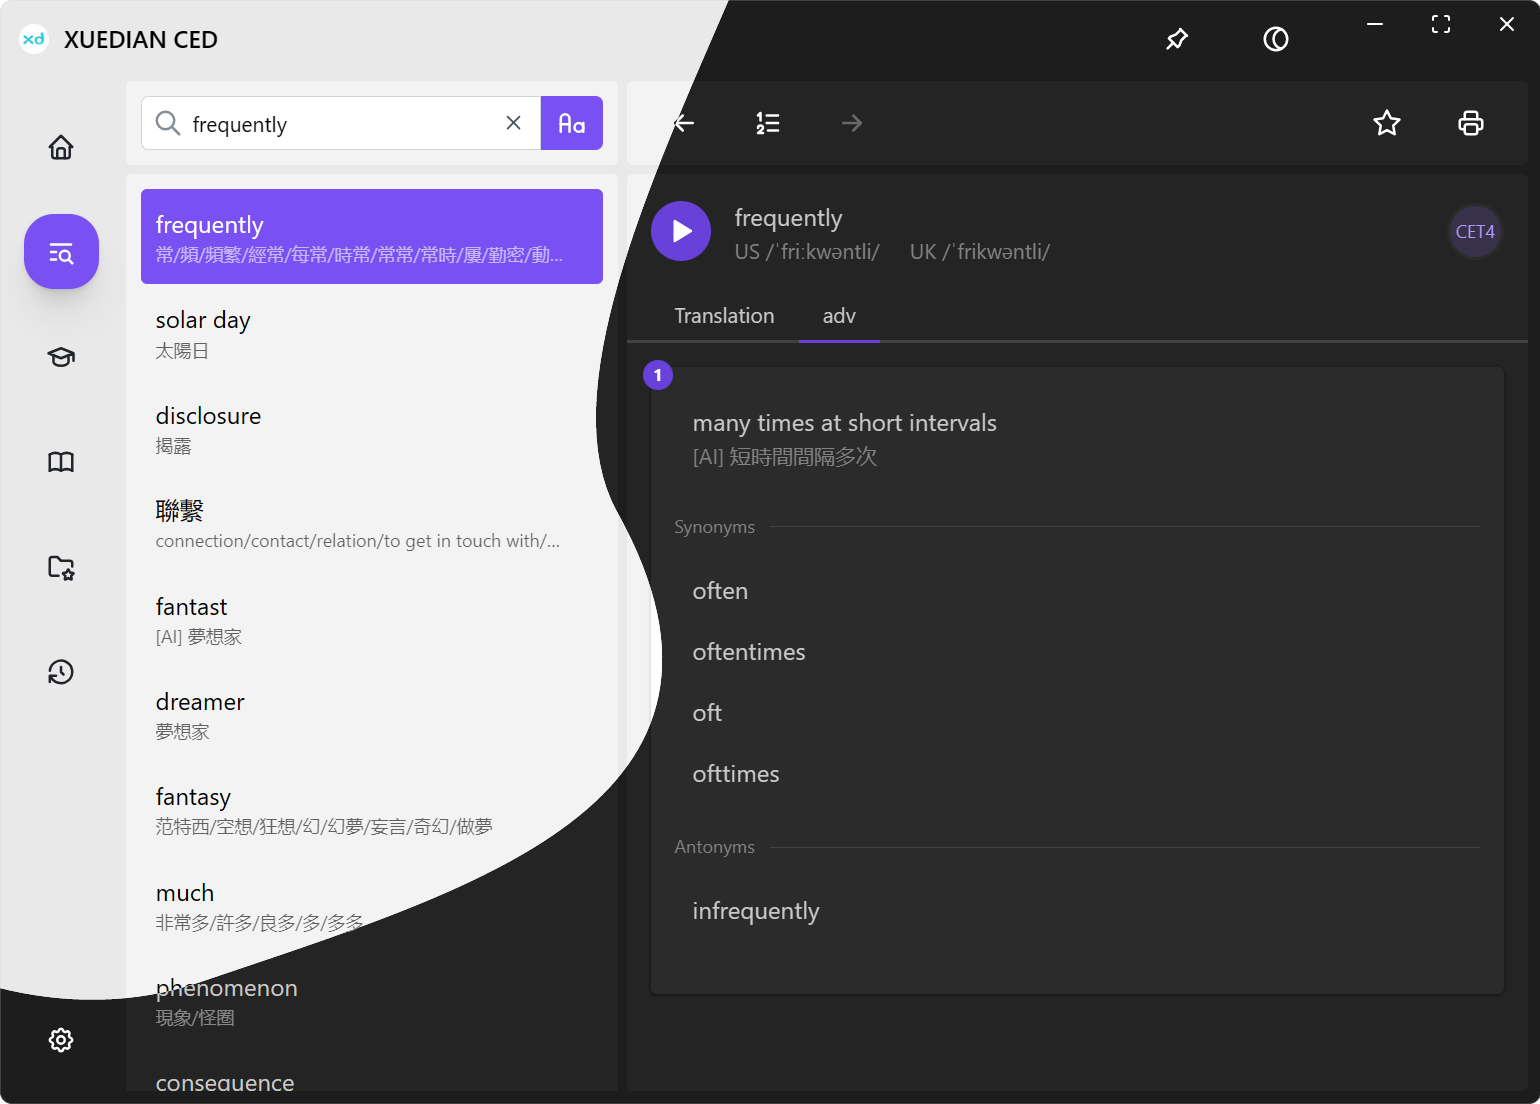 xd XUEDIAN CED
frequently
Aa
frequently
常/頻/頻繁/經常/每常/時常/常常/常時/屢/勤密/動...
solar day
太陽日
disclosure
揭露
聯繫
connection/contact/relation/to get in touch with/...
fantast
[AI] 夢想家
dreamer
夢想家
fantasy
范特西/空想/狂想/幻/幻夢/妄言/奇幻/做夢
much
非常多/許多/良多/多/多多
phenomenon
現象/怪圈
consequence
frequently
US /ˈfriːkwəntli/ UK /ˈfrikwəntli/
CET4
Translation adv
1
many times at short intervals
[AI] 短時間間隔多次
Synonyms
often
oftentimes
oft
ofttimes
Antonyms
infrequently